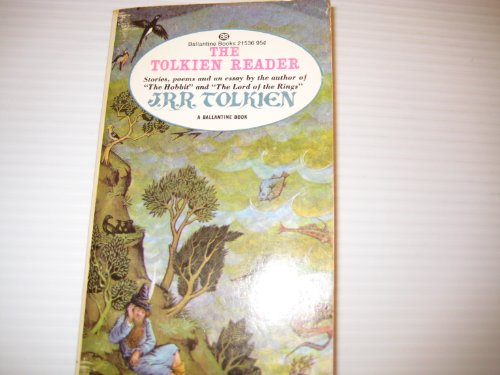 Ballantine Books 21536 95¢
THE
TOLKIEN READER
Stories, poems and an essay by the author of
"The Hobbit" and "The Lord of the Rings"
J.R.R. TOLKIEN
A BALLANTINE BOOK